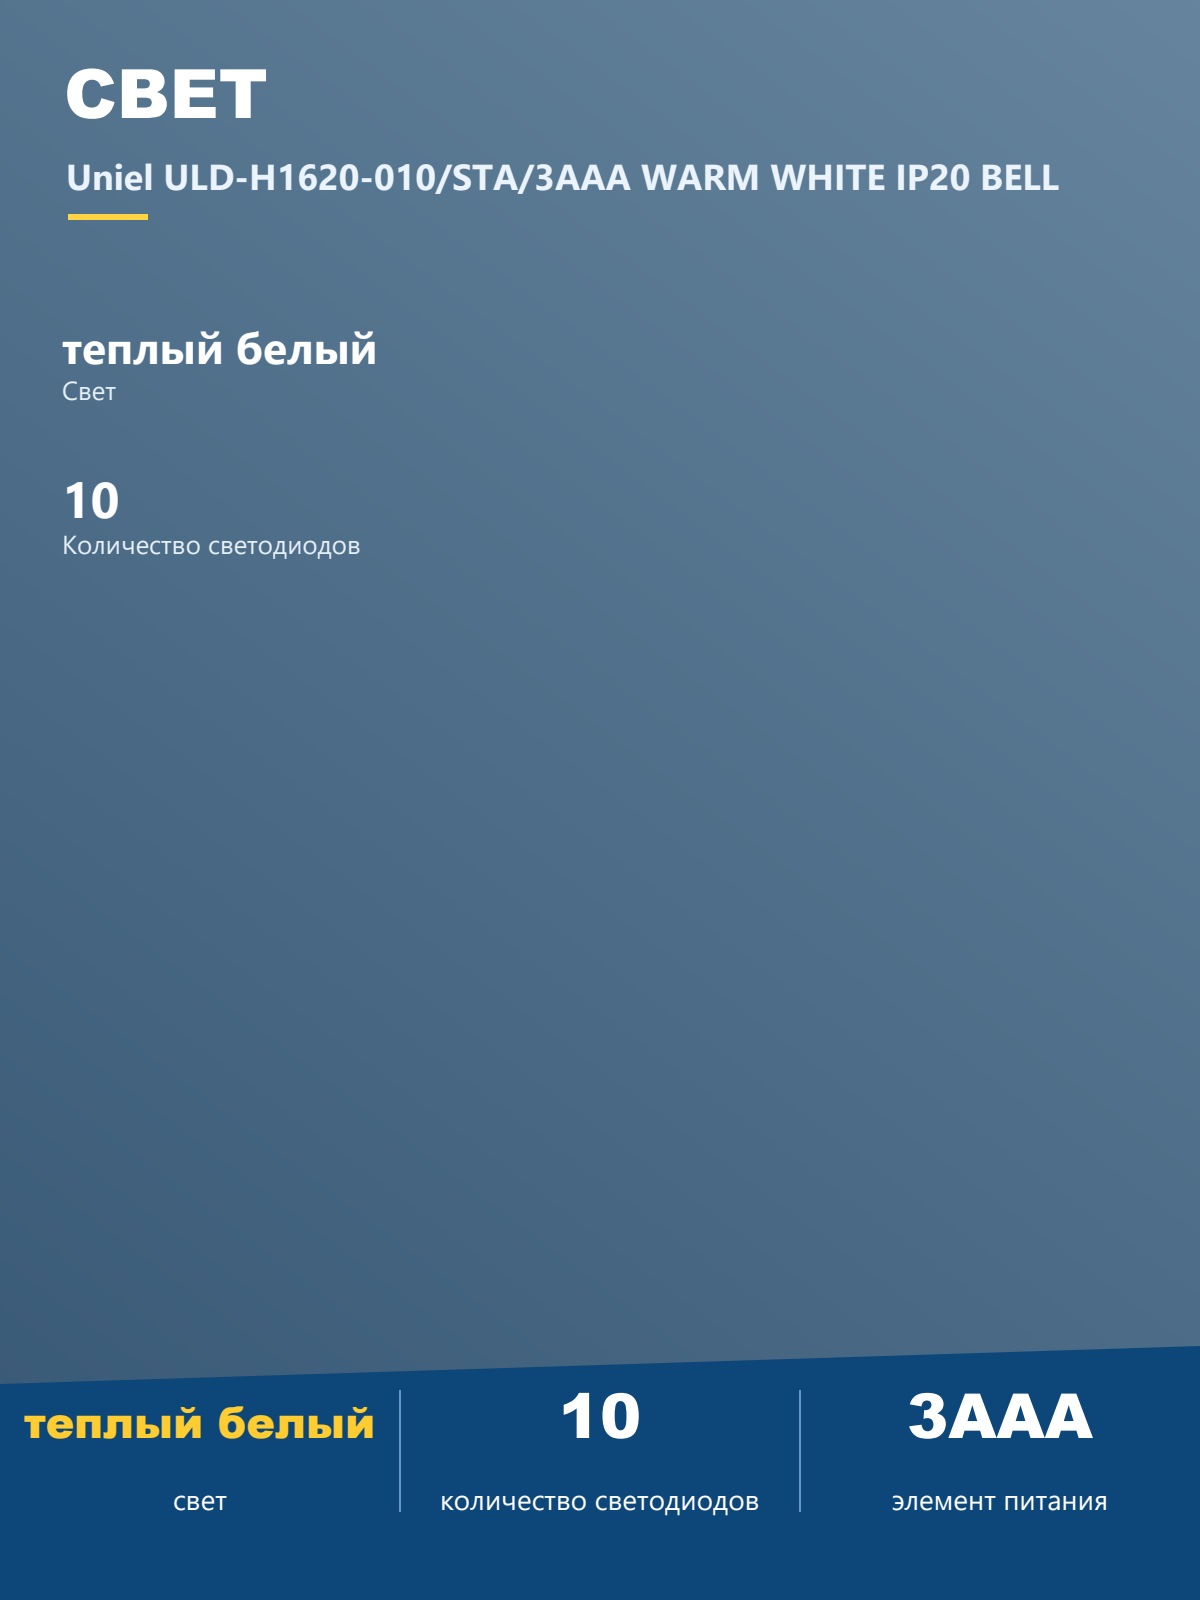 СВЕТ
Uniel ULD-H1620-010/STA/3AAA WARM WHITE IP20 BELL
теплый белый
Свет
10
Количество светодиодов
теплый белый
свет
10
количество светодиодов
3AAA
элемент питания